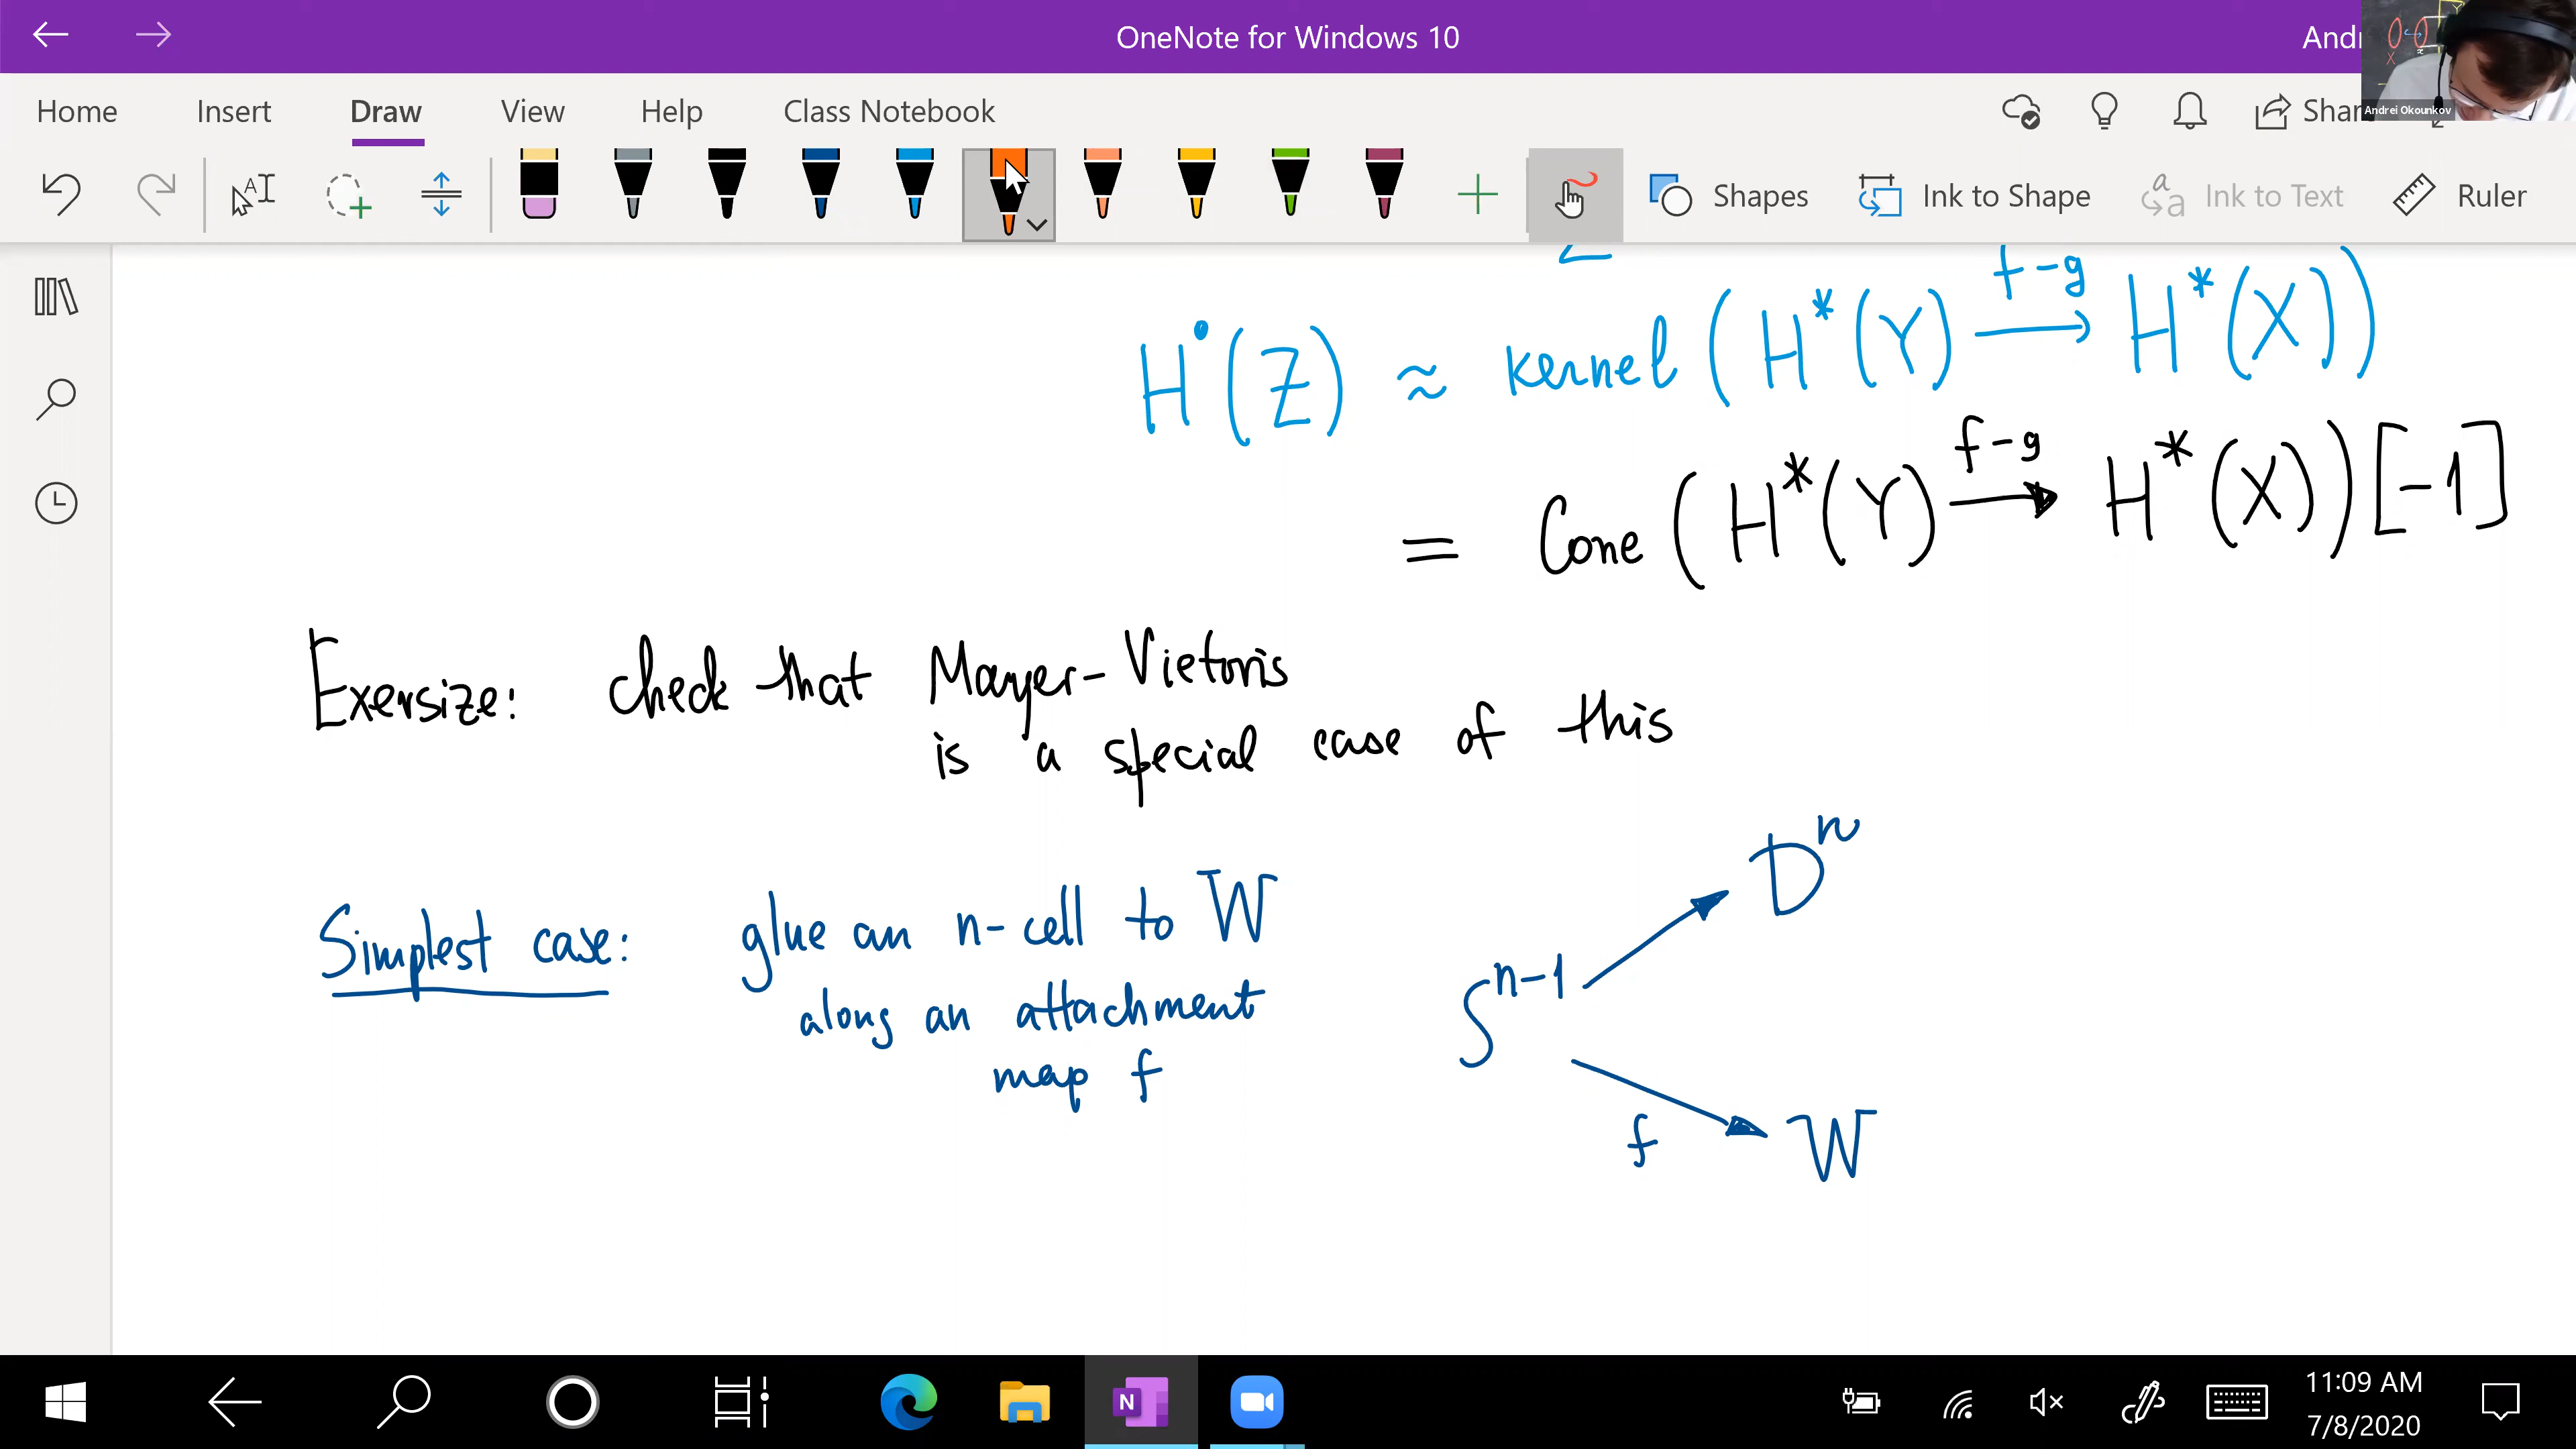 OneNote for Windows 10
Andrei Okounkov
Home Insert Draw View Help Class Notebook
Shapes Ink to Shape Ink to Text Ruler
f-g
H•(Z) ≈ kernel (H*(Y) ⟶ H*(X))
f-g
= Cone (H*(Y) ⟶ H*(X))[-1]
Exersize: check that Mayer-Vietoris
is a special case of this
Simplest case: glue an n-cell to W
along an attachment
map f
Dⁿ
Sⁿ⁻¹
f
W
11:09 AM
7/8/2020